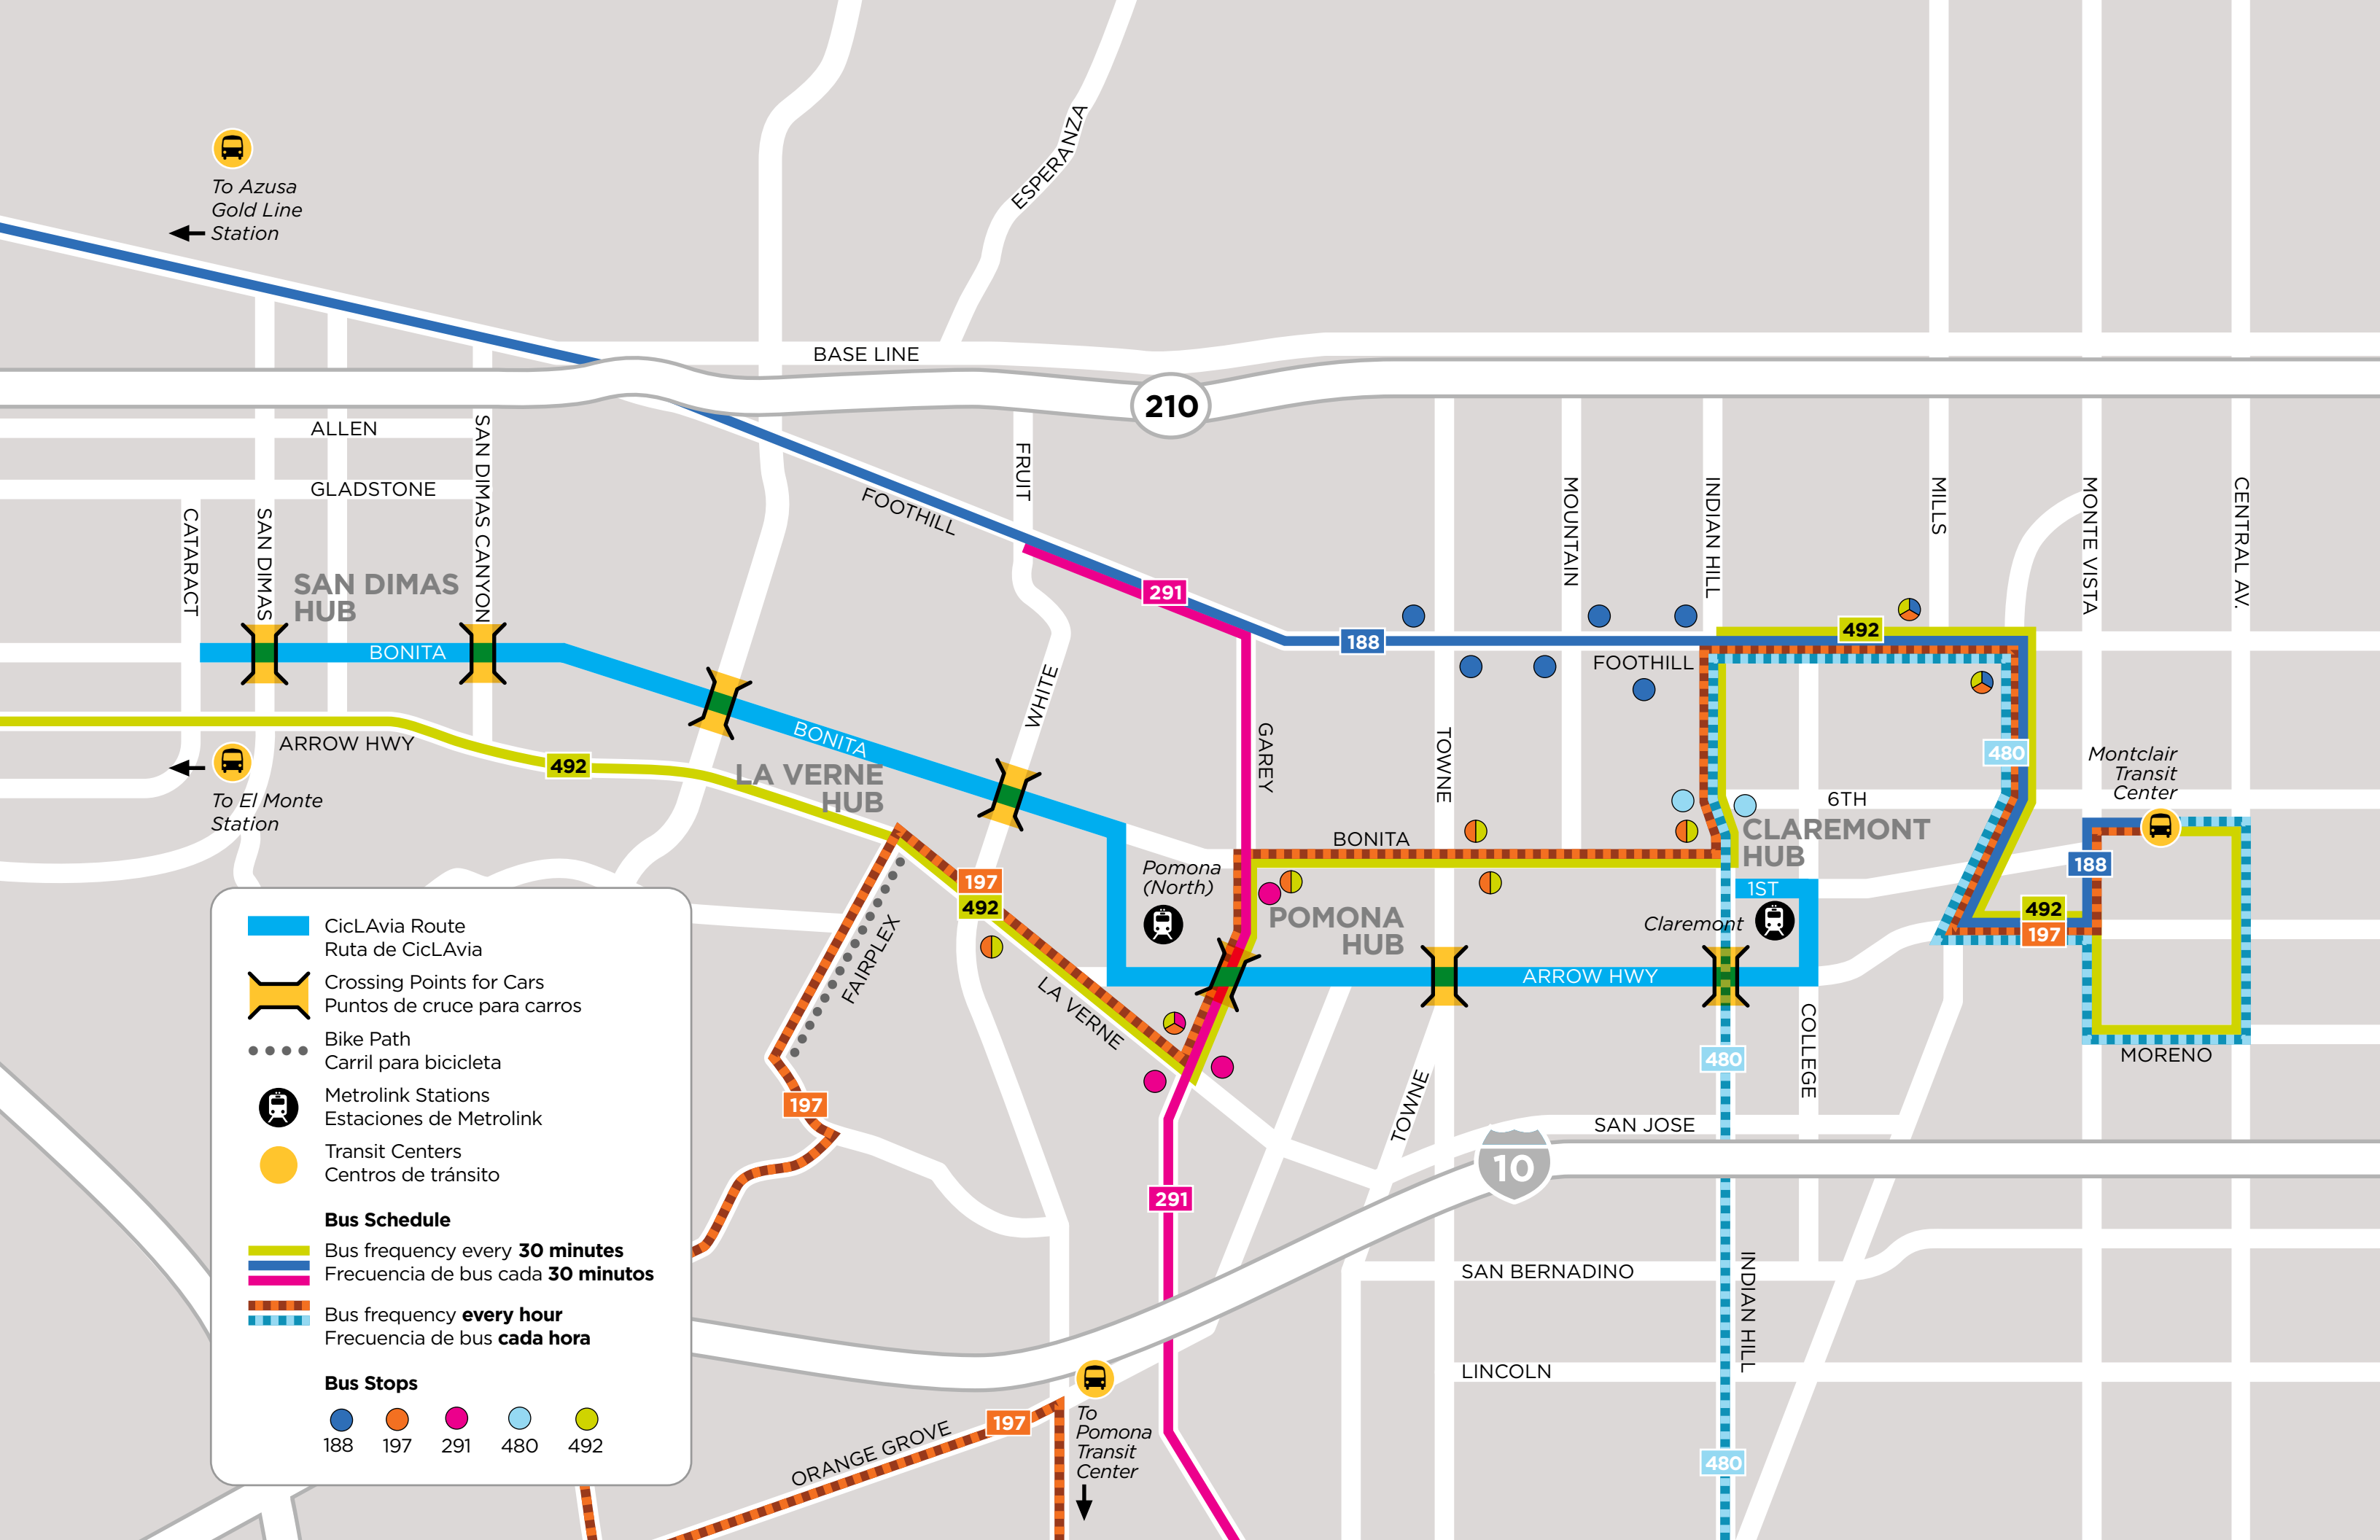 To Azusa
Gold Line
Station
ESPERANZA
BASE LINE
210
ALLEN
GLADSTONE
CATARACT
SAN DIMAS
SAN DIMAS CANYON
FOOTHILL
FRUIT
MOUNTAIN
INDIAN HILL
MILLS
MONTE VISTA
CENTRAL AV.
SAN DIMAS
HUB
BONITA
291
188
492
FOOTHILL
WHITE
GAREY
TOWNE
ARROW HWY
492
BONITA
LA VERNE
HUB
480
Montclair
Transit
Center
To El Monte
Station
6TH
BONITA
CLAREMONT
HUB
188
Pomona
(North)
197
492
1ST
POMONA
HUB
Claremont
492
197
FAIRPLEX
ARROW HWY
LA VERNE
COLLEGE
480
MORENO
197
TOWNE
SAN JOSE
10
291
SAN BERNADINO
INDIAN HILL
LINCOLN
197
ORANGE GROVE
To
Pomona
Transit
Center
480
CicLAvia Route
Ruta de CicLAvia
Crossing Points for Cars
Puntos de cruce para carros
Bike Path
Carril para bicicleta
Metrolink Stations
Estaciones de Metrolink
Transit Centers
Centros de tránsito
Bus Schedule
Bus frequency every 30 minutes
Frecuencia de bus cada 30 minutos
Bus frequency every hour
Frecuencia de bus cada hora
Bus Stops
188 197 291 480 492